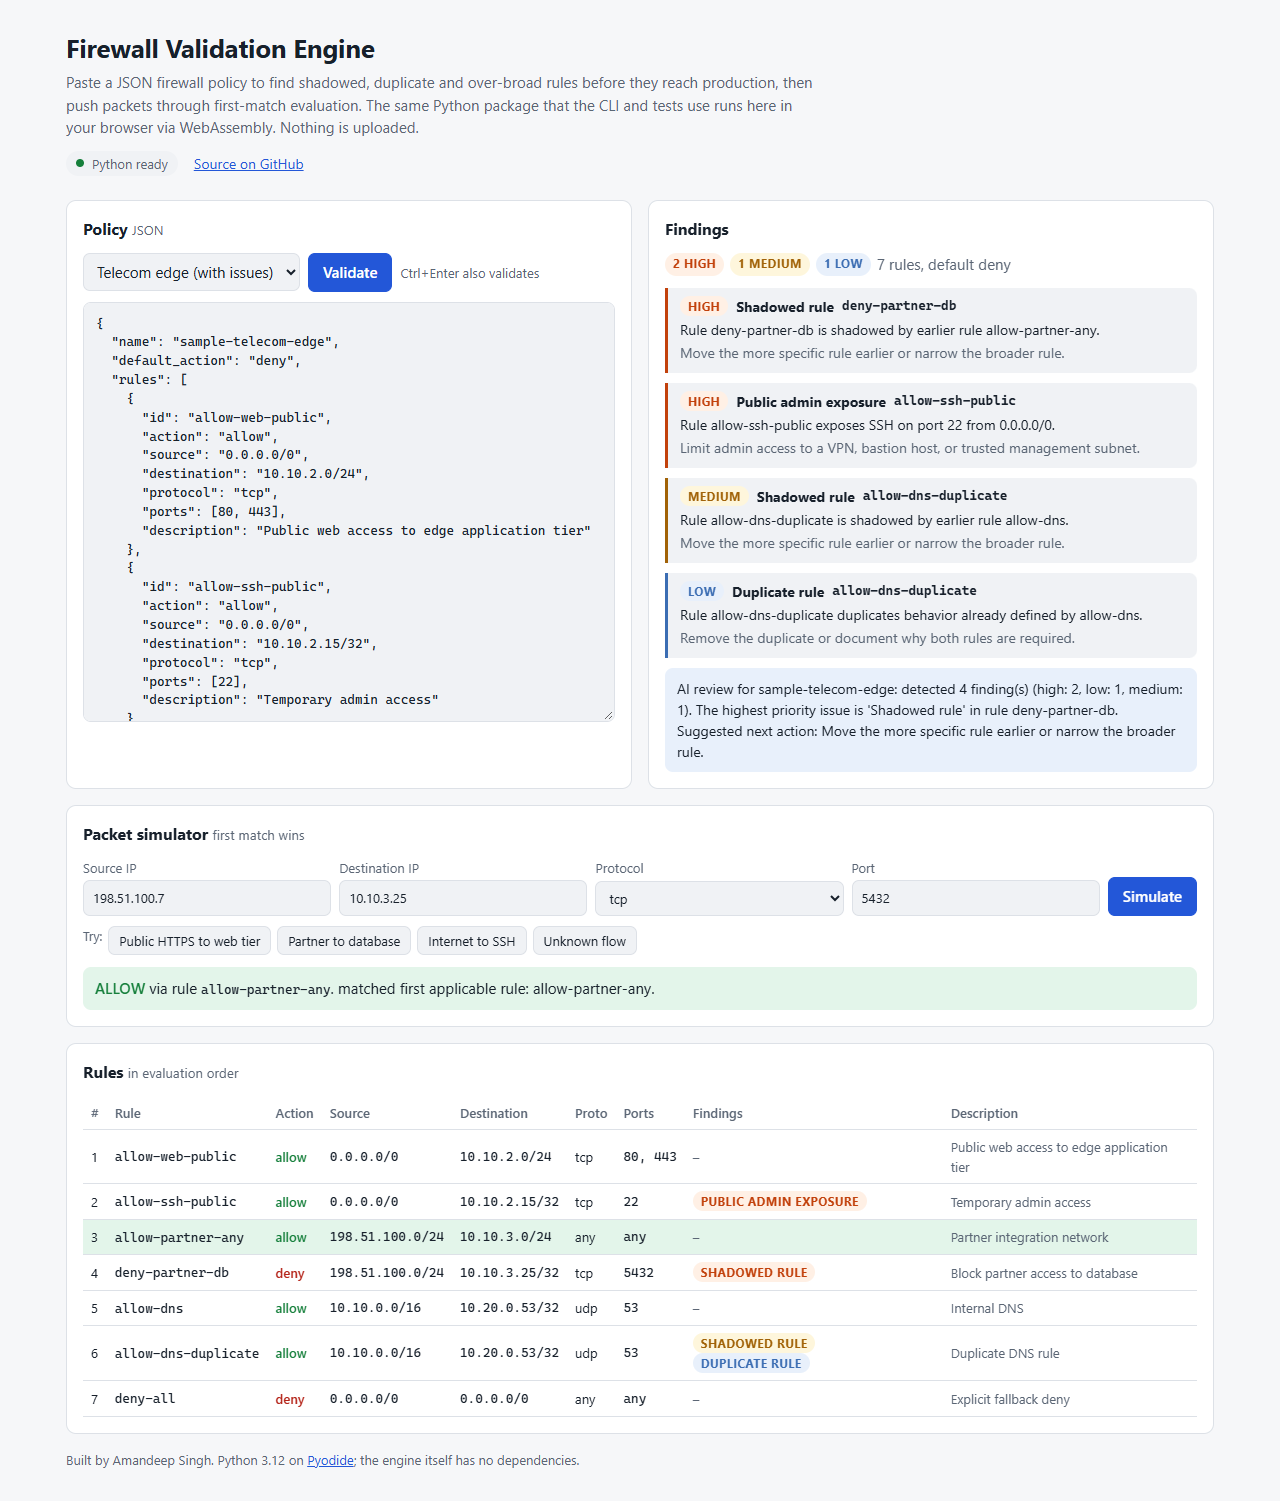 Firewall Validation Engine
Paste a JSON firewall policy to find shadowed, duplicate and over-broad rules before they reach production, then
push packets through first-match evaluation. The same Python package that the CLI and tests use runs here in
your browser via WebAssembly. Nothing is uploaded.
Python ready Source on GitHub
Policy JSON
Telecom edge (with issues) Validate Ctrl+Enter also validates
{
"name": "sample-telecom-edge",
"default_action": "deny",
"rules": [
{
"id": "allow-web-public",
"action": "allow",
"source": "0.0.0.0/0",
"destination": "10.10.2.0/24",
"protocol": "tcp",
"ports": [80, 443],
"description": "Public web access to edge application tier"
},
{
"id": "allow-ssh-public",
"action": "allow",
"source": "0.0.0.0/0",
"destination": "10.10.2.15/32",
"protocol": "tcp",
"ports": [22],
"description": "Temporary admin access"
}
Findings
2 HIGH 1 MEDIUM 1 LOW 7 rules, default deny
HIGH Shadowed rule deny-partner-db
Rule deny-partner-db is shadowed by earlier rule allow-partner-any.
Move the more specific rule earlier or narrow the broader rule.
HIGH Public admin exposure allow-ssh-public
Rule allow-ssh-public exposes SSH on port 22 from 0.0.0.0/0.
Limit admin access to a VPN, bastion host, or trusted management subnet.
MEDIUM Shadowed rule allow-dns-duplicate
Rule allow-dns-duplicate is shadowed by earlier rule allow-dns.
Move the more specific rule earlier or narrow the broader rule.
LOW Duplicate rule allow-dns-duplicate
Rule allow-dns-duplicate duplicates behavior already defined by allow-dns.
Remove the duplicate or document why both rules are required.
AI review for sample-telecom-edge: detected 4 finding(s) (high: 2, low: 1, medium:
1). The highest priority issue is 'Shadowed rule' in rule deny-partner-db.
Suggested next action: Move the more specific rule earlier or narrow the broader
rule.
Packet simulator first match wins
Source IP Destination IP Protocol Port
198.51.100.7 10.10.3.25 tcp 5432 Simulate
Try: Public HTTPS to web tier Partner to database Internet to SSH Unknown flow
ALLOW via rule allow-partner-any. matched first applicable rule: allow-partner-any.
Rules in evaluation order
# Rule Action Source Destination Proto Ports Findings Description
1 allow-web-public allow 0.0.0.0/0 10.10.2.0/24 tcp 80, 443 – Public web access to edge application
tier
2 allow-ssh-public allow 0.0.0.0/0 10.10.2.15/32 tcp 22 PUBLIC ADMIN EXPOSURE Temporary admin access
3 allow-partner-any allow 198.51.100.0/24 10.10.3.0/24 any any – Partner integration network
4 deny-partner-db deny 198.51.100.0/24 10.10.3.25/32 tcp 5432 SHADOWED RULE Block partner access to database
5 allow-dns allow 10.10.0.0/16 10.20.0.53/32 udp 53 – Internal DNS
6 allow-dns-duplicate allow 10.10.0.0/16 10.20.0.53/32 udp 53 SHADOWED RULE Duplicate DNS rule
DUPLICATE RULE
7 deny-all deny 0.0.0.0/0 0.0.0.0/0 any any – Explicit fallback deny
Built by Amandeep Singh. Python 3.12 on Pyodide; the engine itself has no dependencies.